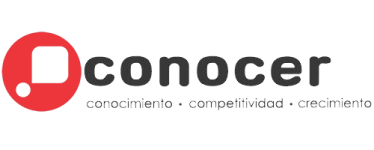 conocer
conocimiento • competitividad • crecimiento